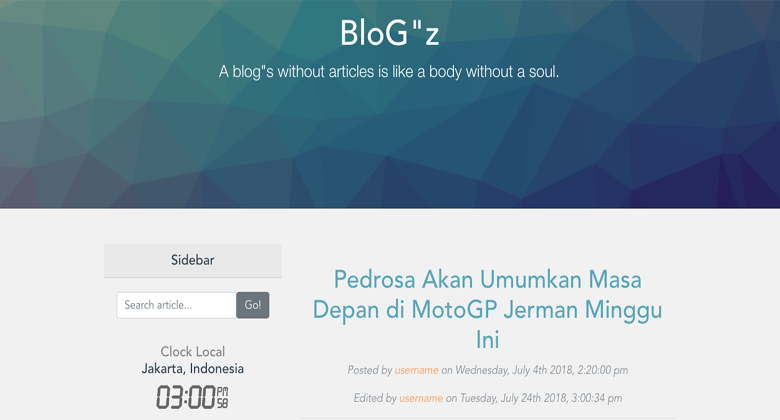 BloG"z
A blog"s without articles is like a body without a soul.
Sidebar
Search article...
Go!
Clock Local
Jakarta, Indonesia
03:00 PM 58
Pedrosa Akan Umumkan Masa
Depan di MotoGP Jerman Minggu
Ini
Posted by username on Wednesday, July 4th 2018, 2:20:00 pm
Edited by username on Tuesday, July 24th 2018, 3:00:34 pm